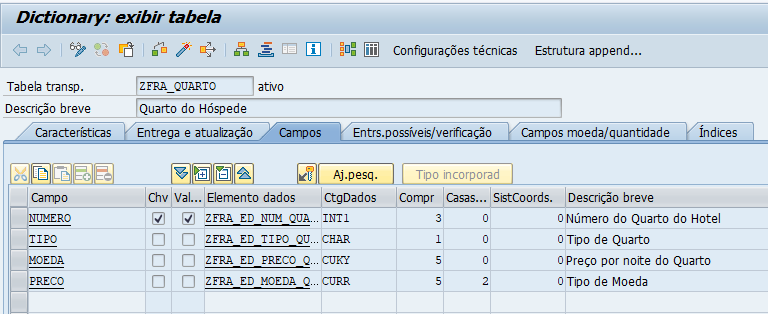 Dictionary: exibir tabela
Configurações técnicas Estrutura append...
Tabela transp. ZFRA_QUARTO ativo
Descrição breve Quarto do Hóspede
Características Entrega e atualização Campos Entrs.possíveis/verificação Campos moeda/quantidade Índices
Aj.pesq. Tipo incorporad
Campo Chv Val... Elemento dados CtgDados Compr Casas... SistCoords. Descrição breve
NUMERO ZFRA_ED_NUM_QUA... INT1 3 0 0 Número do Quarto do Hotel
TIPO ZFRA_ED_TIPO_QU... CHAR 1 0 0 Tipo de Quarto
MOEDA ZFRA_ED_PRECO_Q... CUKY 5 0 0 Preço por noite do Quarto
PRECO ZFRA_ED_MOEDA_Q... CURR 5 2 0 Tipo de Moeda